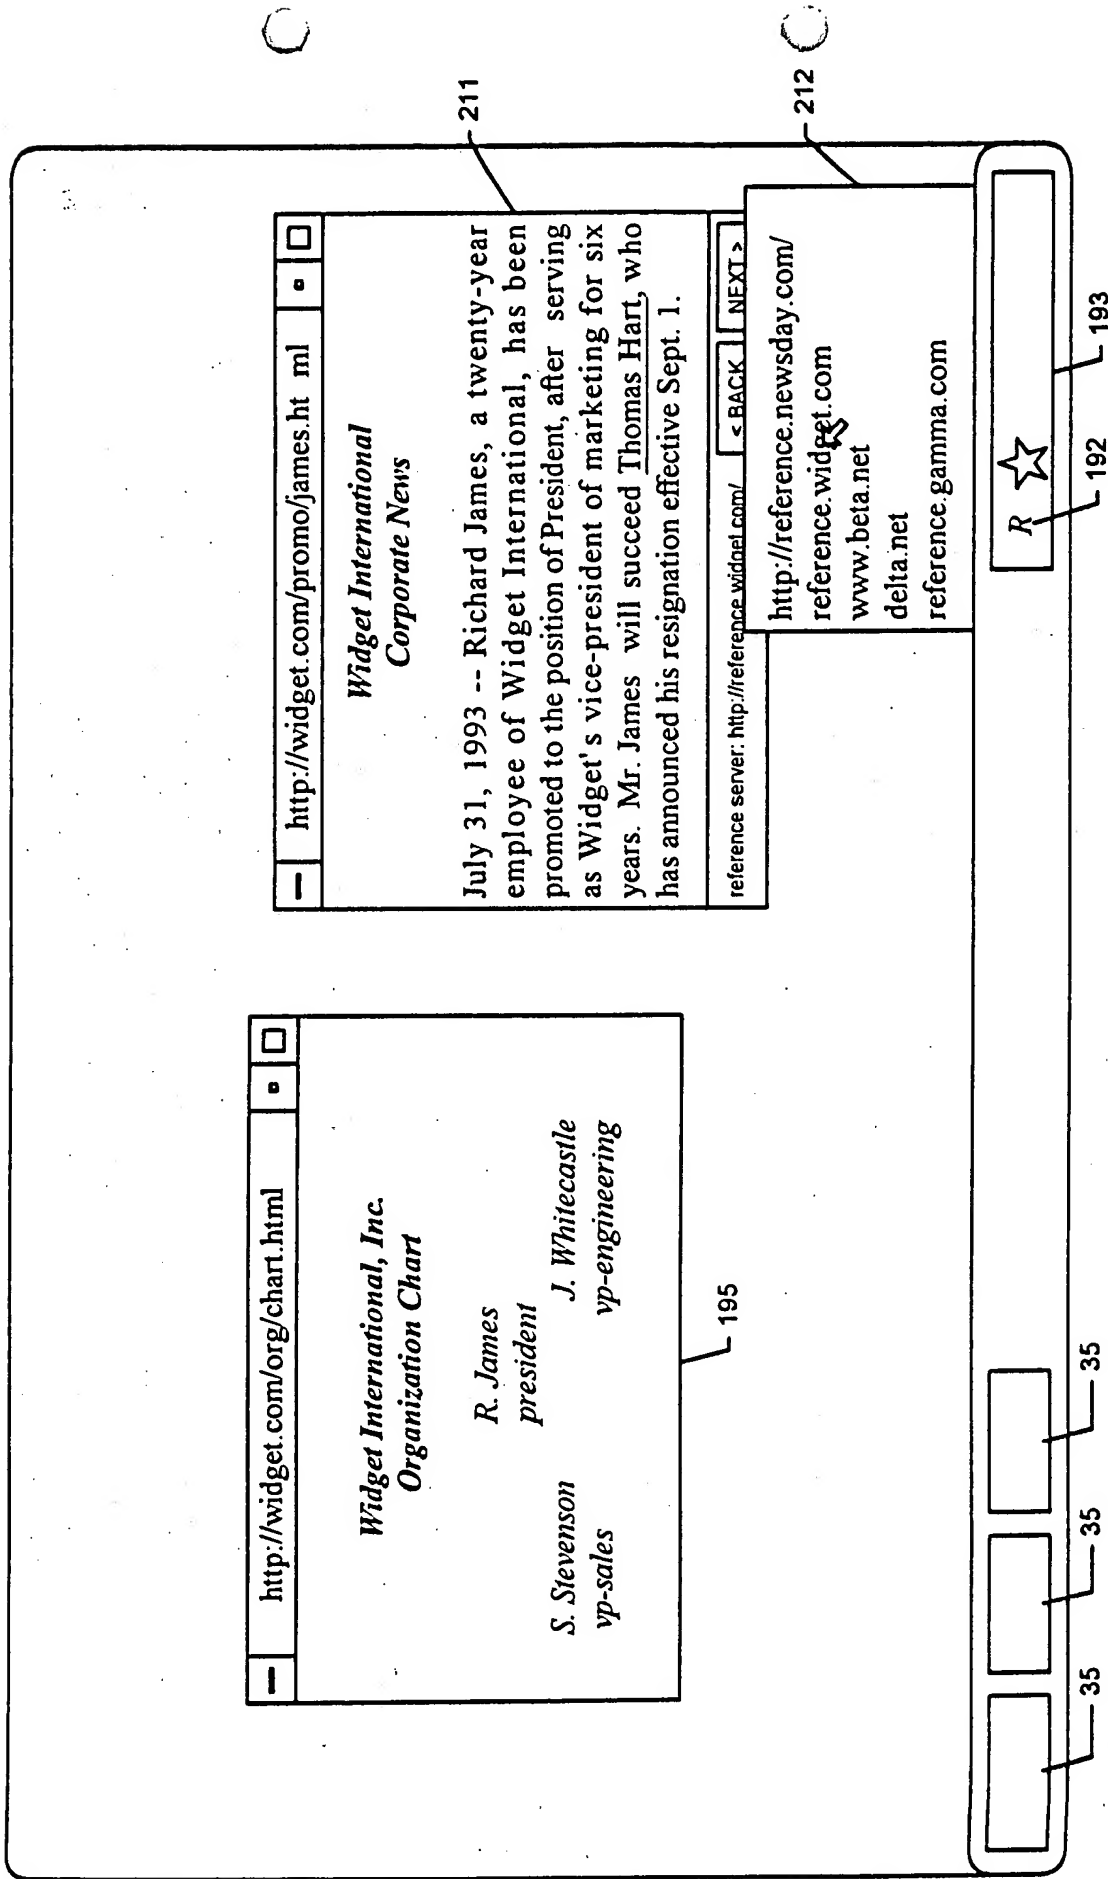 http://widget.com/org/chart.html
Widget International, Inc.
Organization Chart
R. James
president
S. Stevenson
J. Whitecastle
vp-sales
vp-engineering
195
http://widget.com/promo/james.ht ml
Widget International
Corporate News
July 31, 1993 -- Richard James, a twenty-year
employee of Widget International, has been
promoted to the position of President, after serving
as Widget's vice-president of marketing for six
years. Mr. James will succeed Thomas Hart, who
has announced his resignation effective Sept. 1.
reference server: http://reference.widget.com/
< BACK
NEXT >
211
http://reference.newsday.com/
reference.widget.com
www.beta.net
delta.net
reference.gamma.com
212
R
35
35
35
192
193